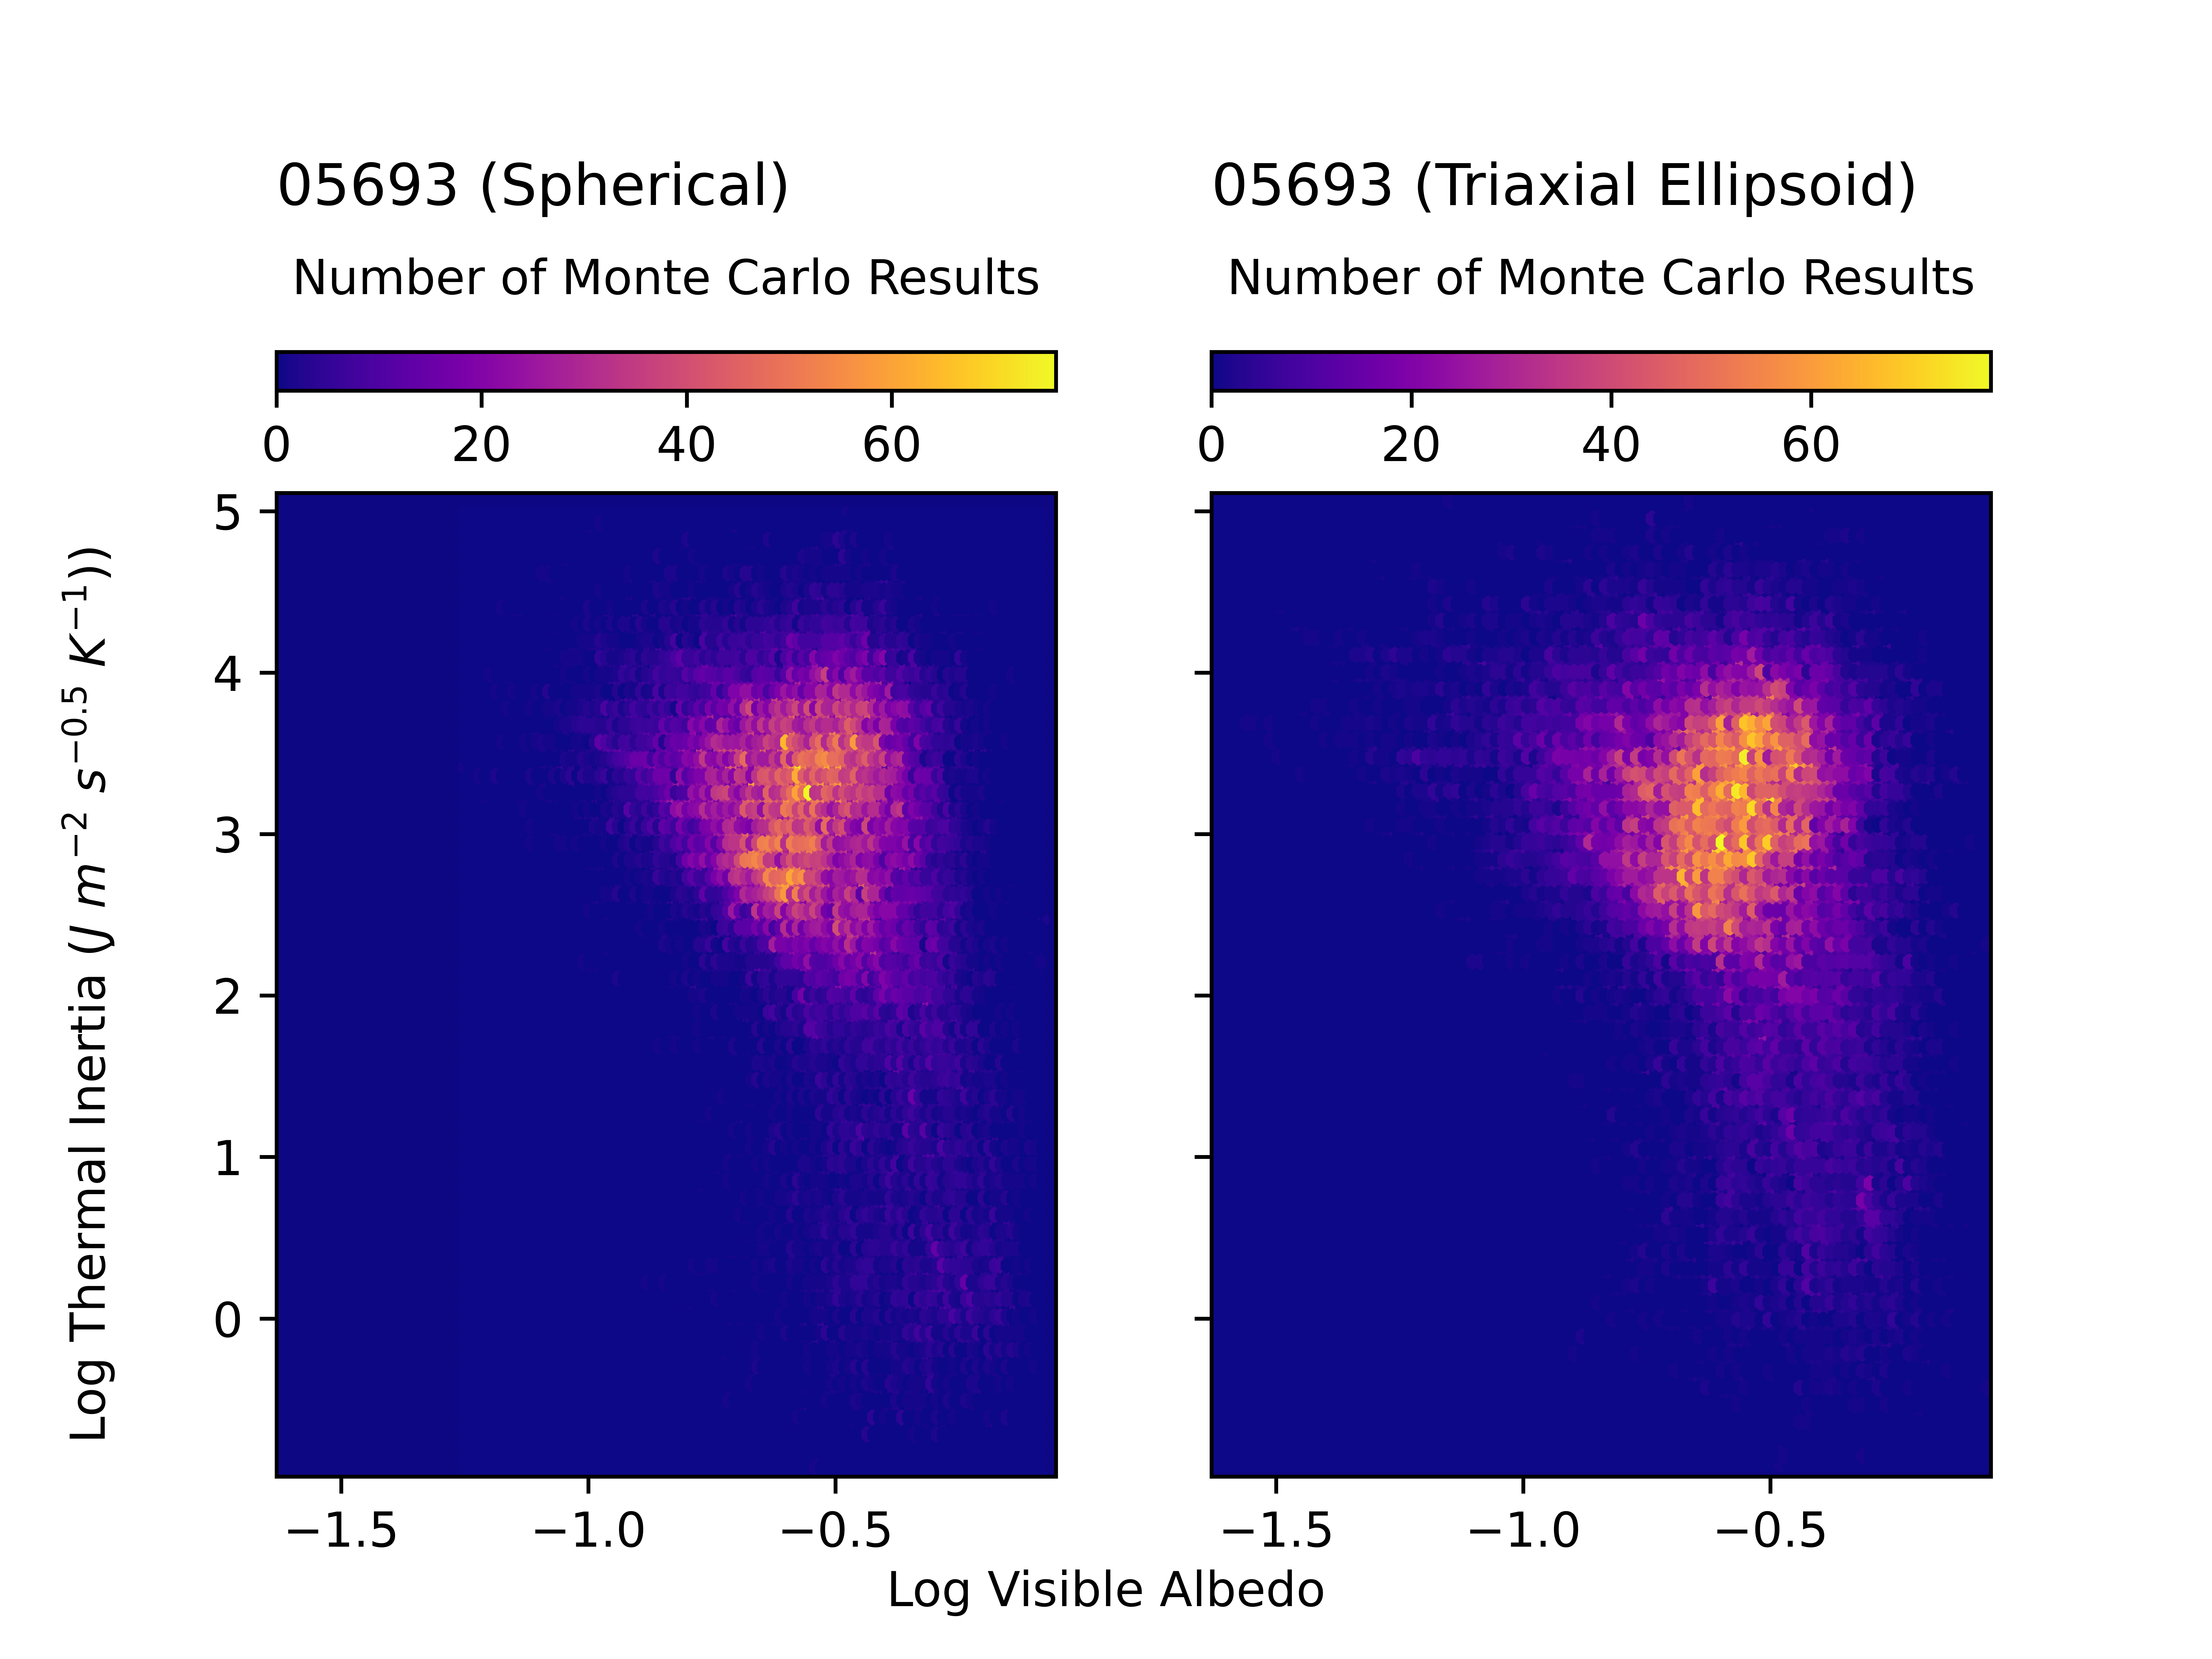 05693 (Spherical)
Number of Monte Carlo Results
0 20 40 60
05693 (Triaxial Ellipsoid)
Number of Monte Carlo Results
0 20 40 60
Log Thermal Inertia (J m⁻² s⁻⁰·⁵ K⁻¹))
5
4
3
2
1
0
−1.5 −1.0 −0.5
−1.5 −1.0 −0.5
Log Visible Albedo